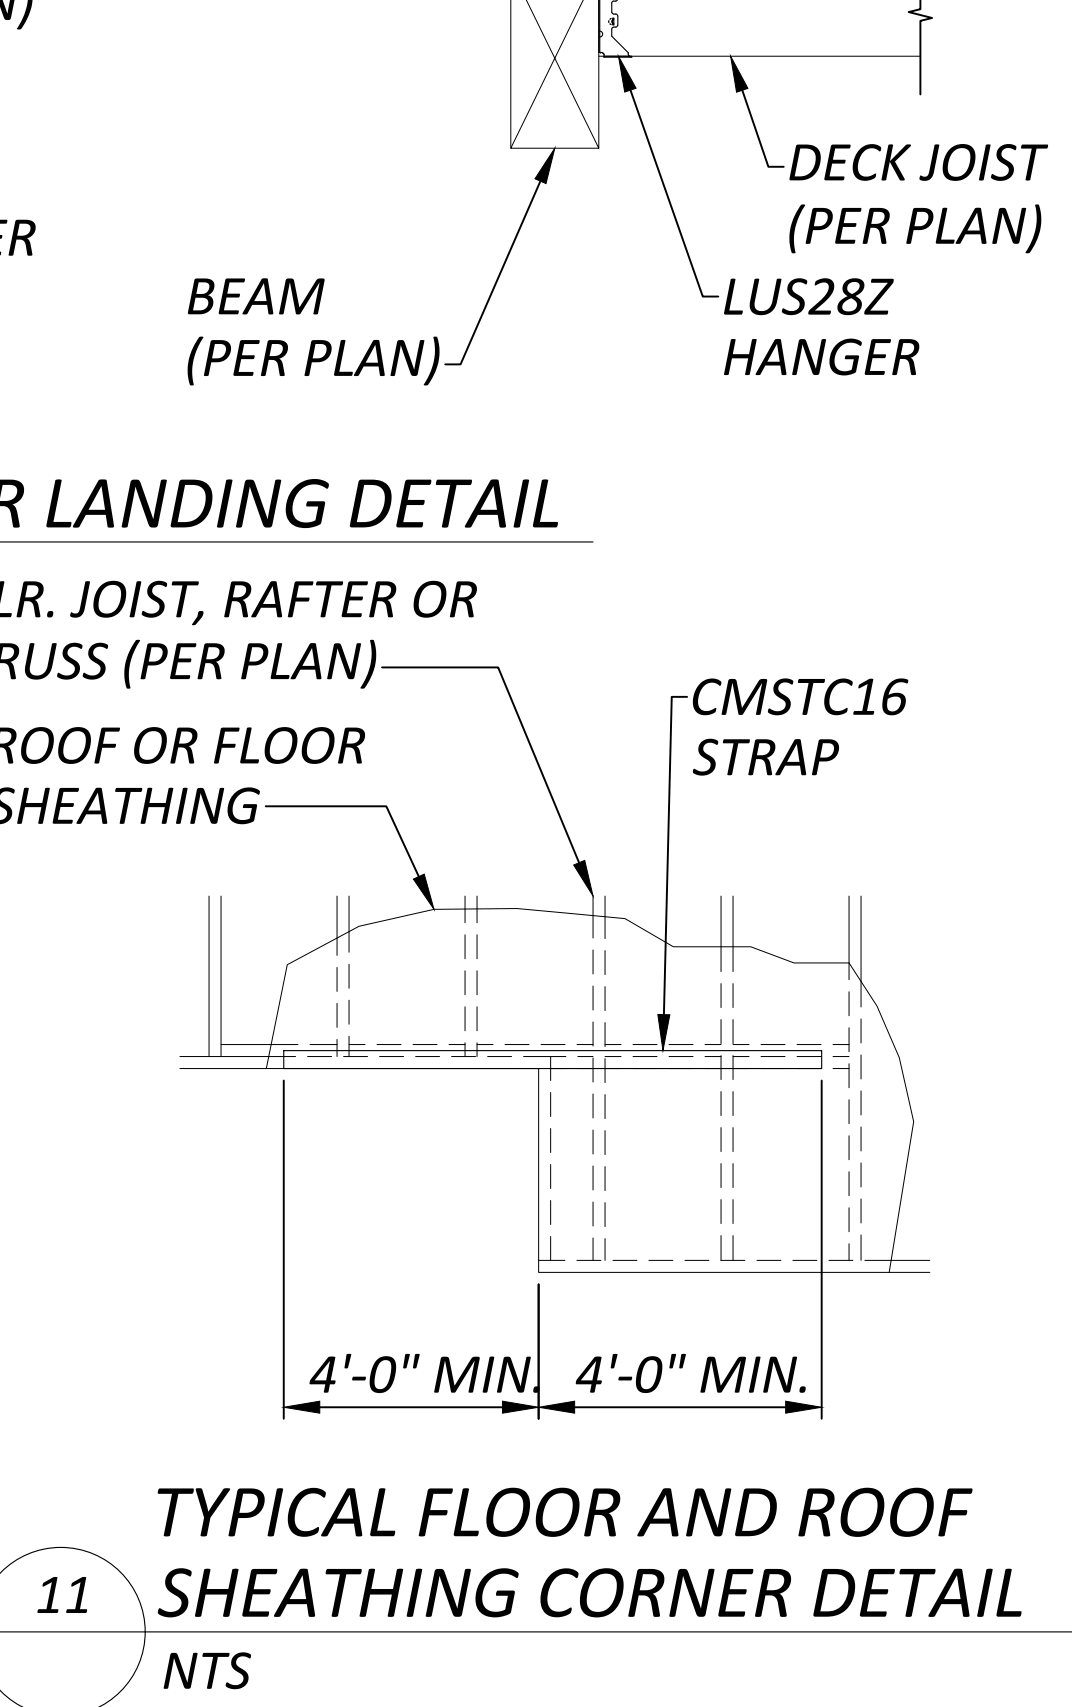 N)
DECK JOIST
(PER PLAN)
ER
BEAM
(PER PLAN)
LUS28Z
HANGER
R LANDING DETAIL
LR. JOIST, RAFTER OR
RUSS (PER PLAN)
CMSTC16
STRAP
ROOF OR FLOOR
SHEATHING
4'-0" MIN. 4'-0" MIN.
TYPICAL FLOOR AND ROOF
11 SHEATHING CORNER DETAIL
NTS